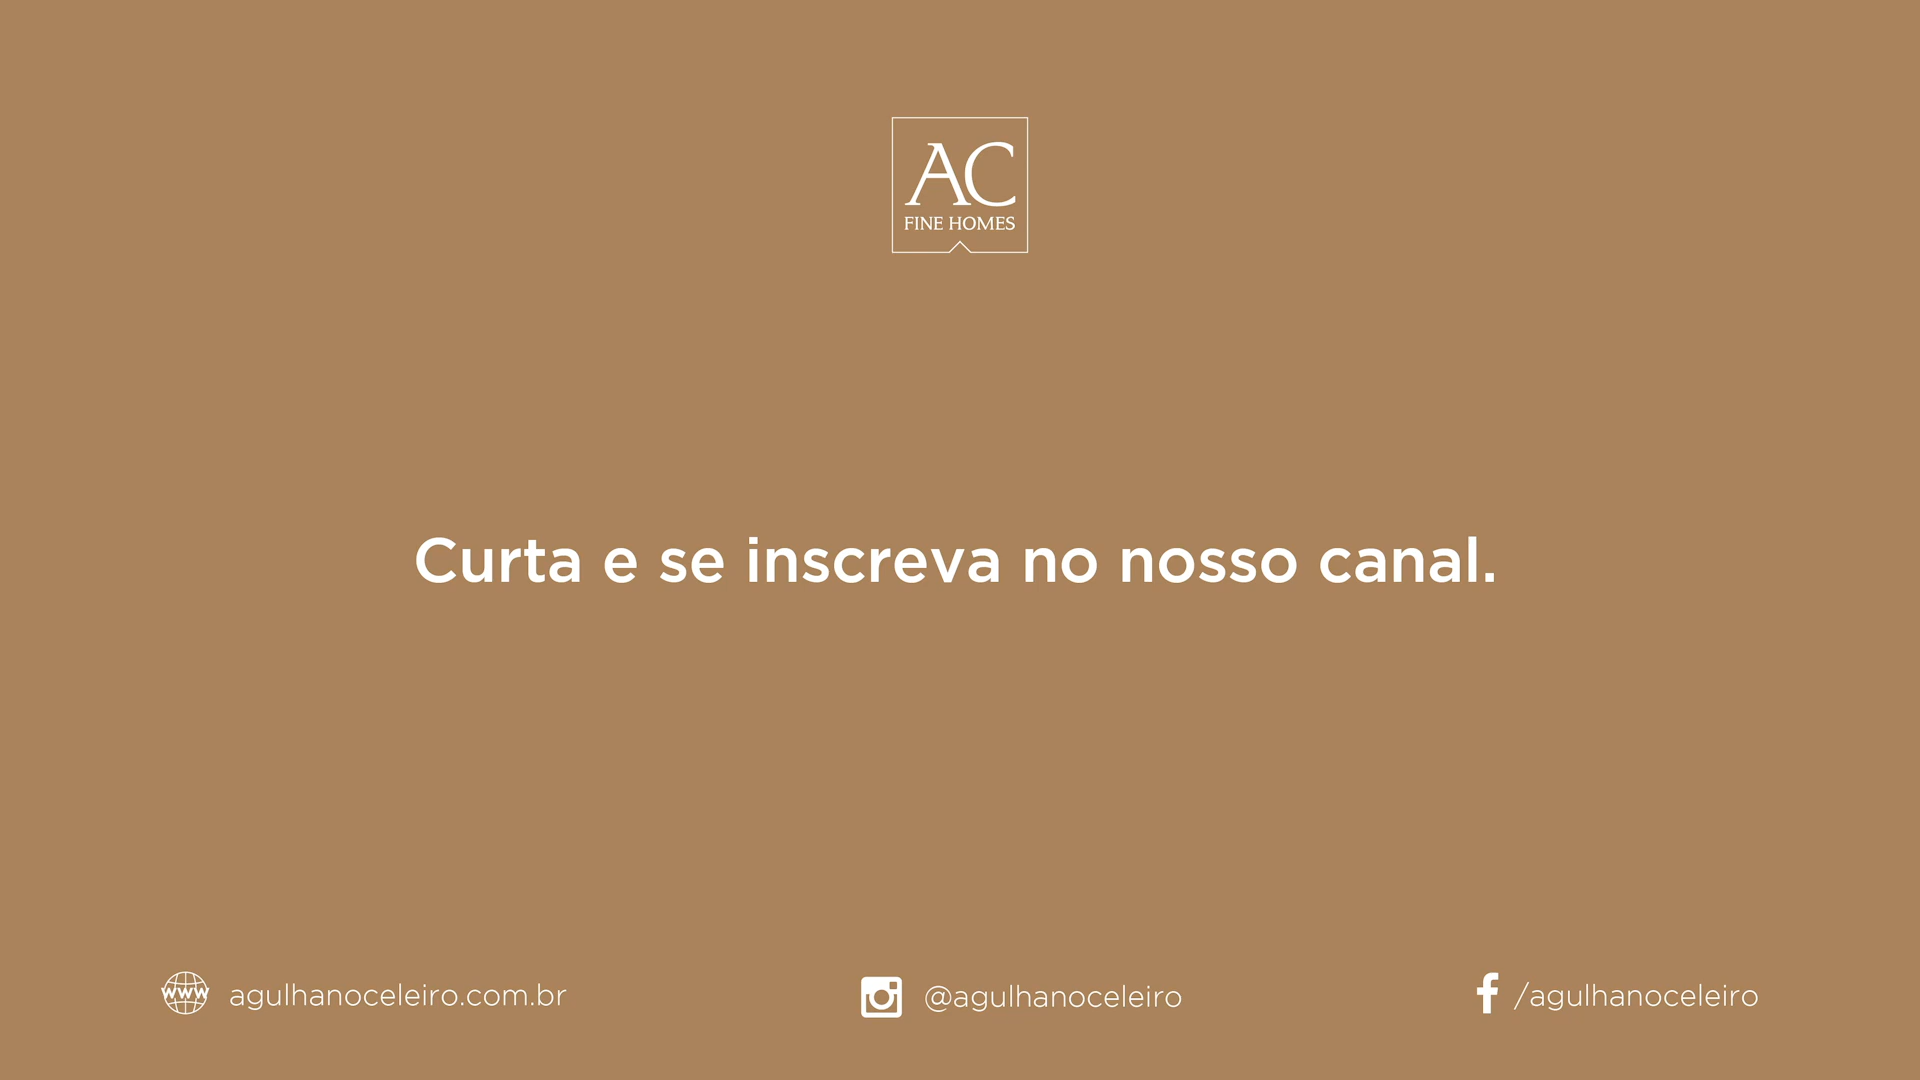 AC
FINE HOMES
Curta e se inscreva no nosso canal.
www agulhanoceleiro.com.br
@agulhanoceleiro
/agulhanoceleiro